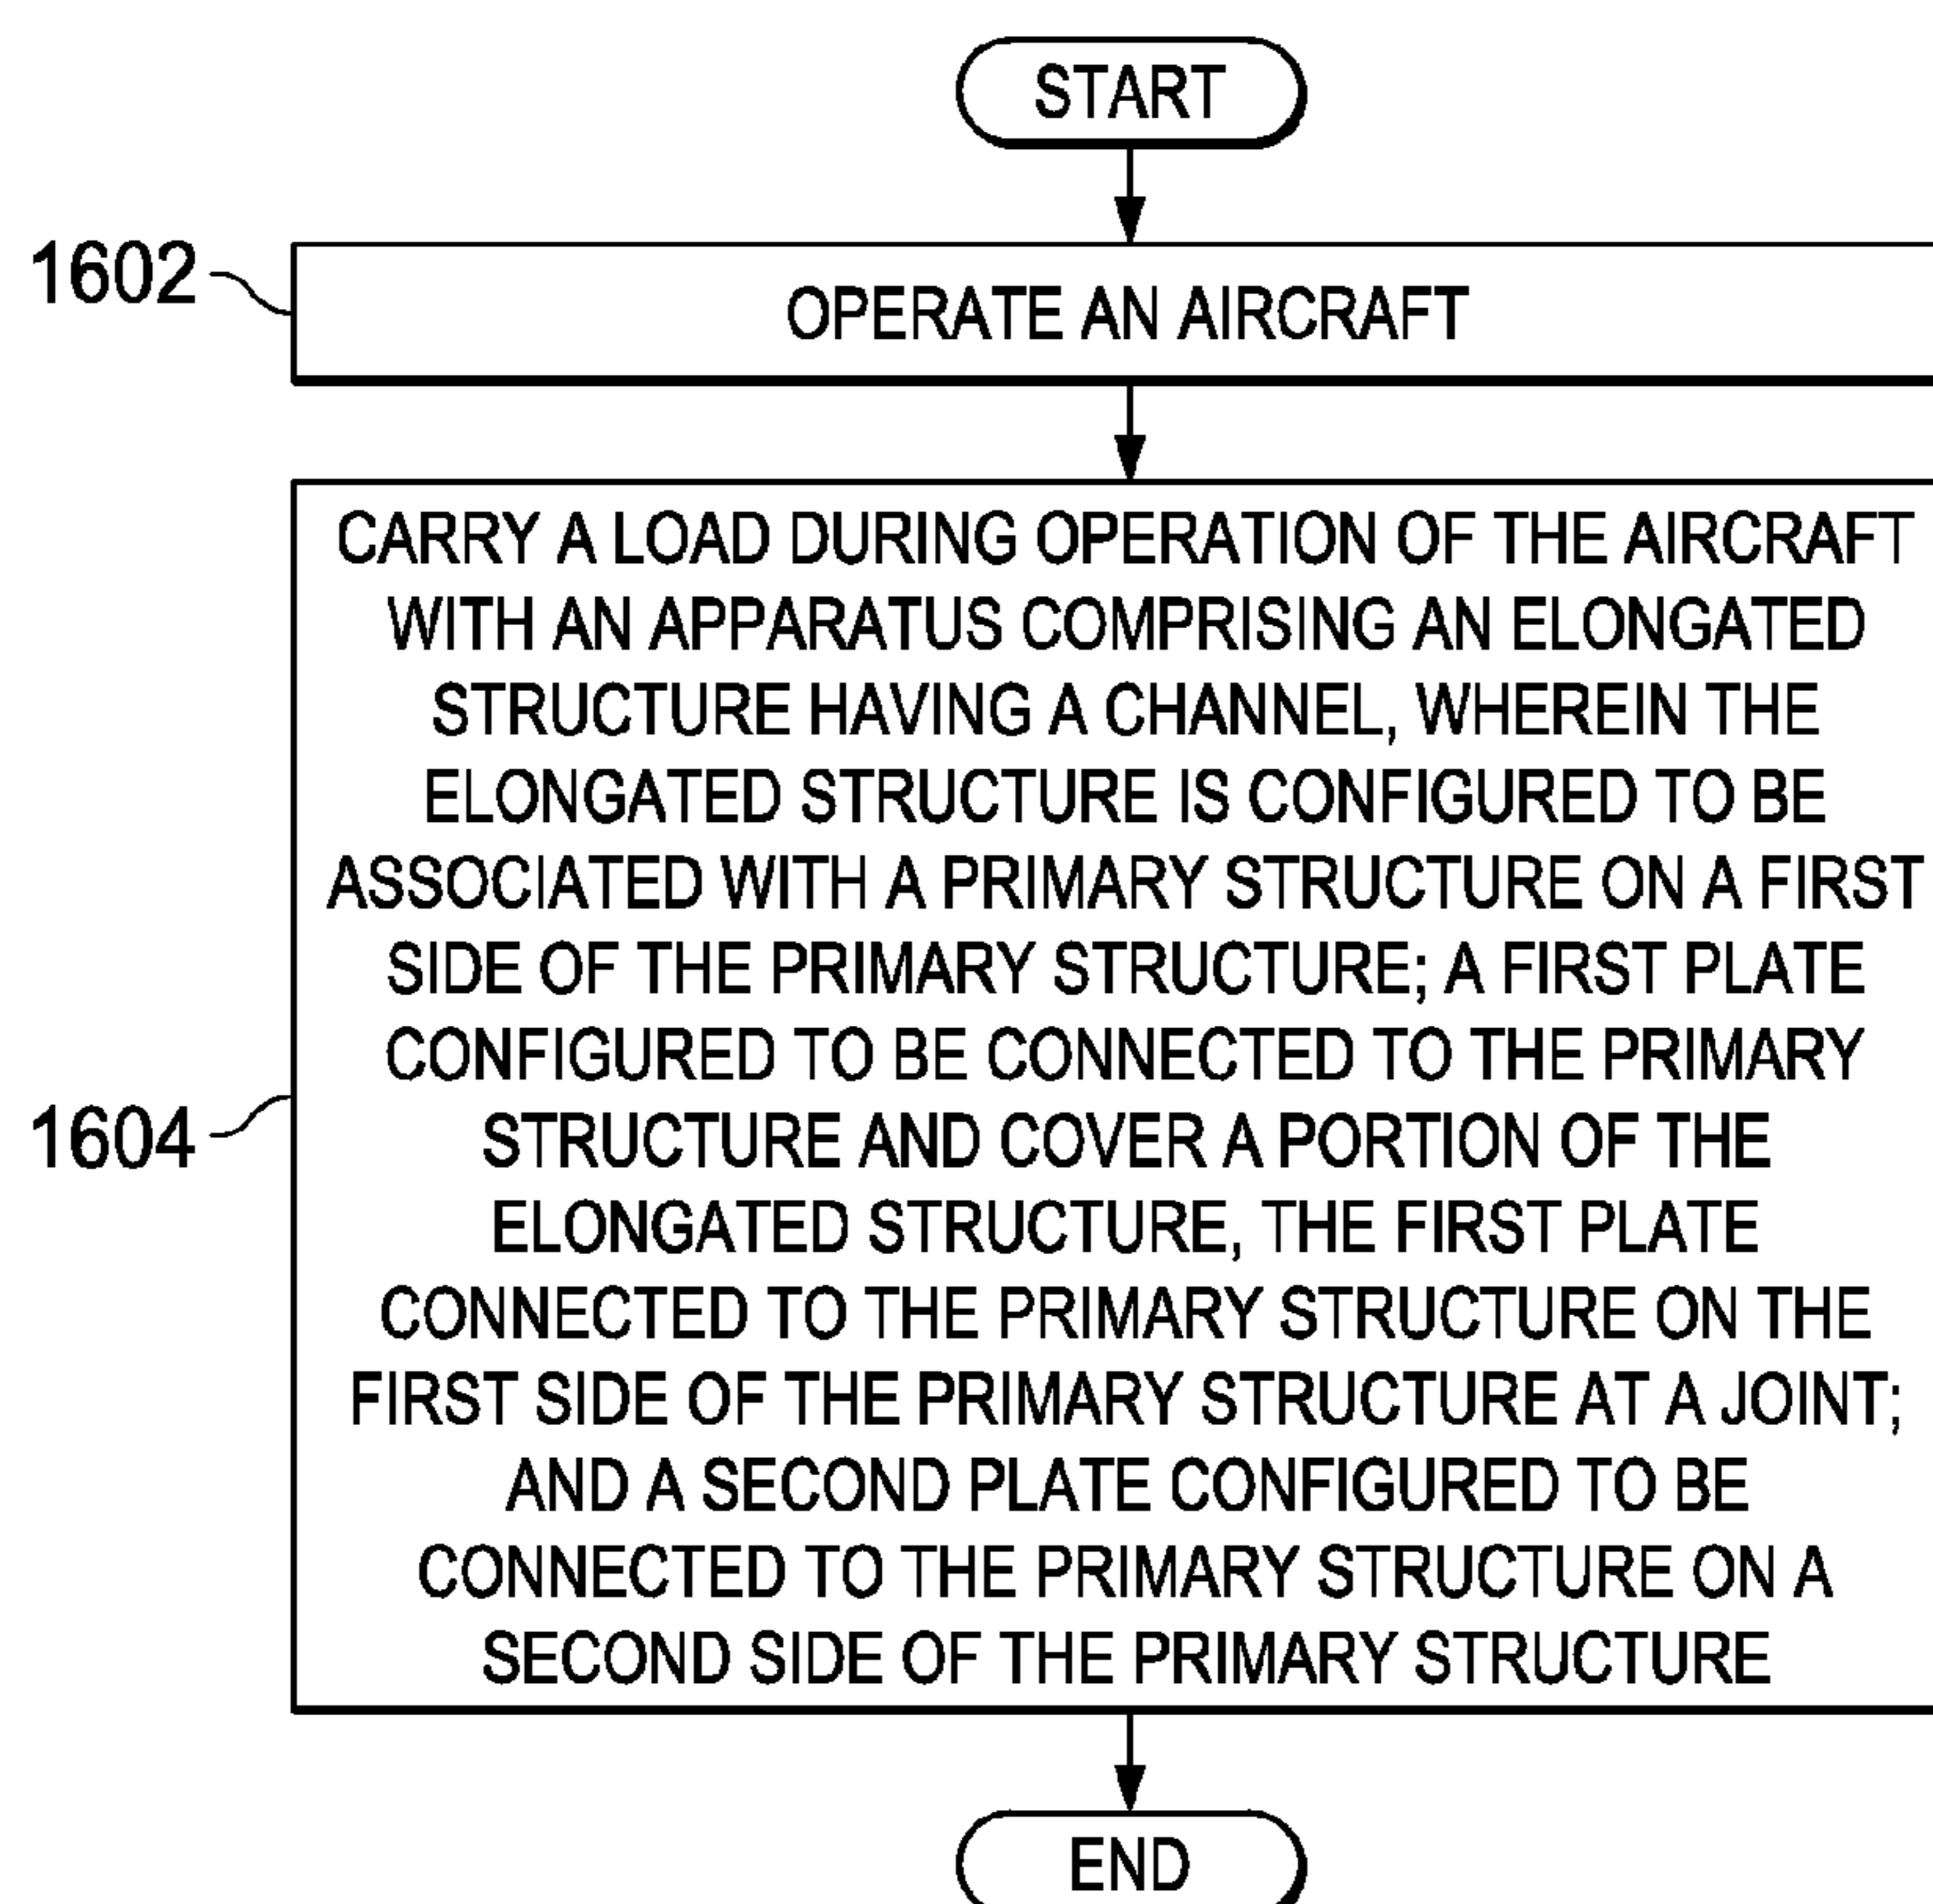 START
1602
OPERATE AN AIRCRAFT
CARRY A LOAD DURING OPERATION OF THE AIRCRAFT
WITH AN APPARATUS COMPRISING AN ELONGATED
STRUCTURE HAVING A CHANNEL, WHEREIN THE
ELONGATED STRUCTURE IS CONFIGURED TO BE
ASSOCIATED WITH A PRIMARY STRUCTURE ON A FIRST
SIDE OF THE PRIMARY STRUCTURE; A FIRST PLATE
CONFIGURED TO BE CONNECTED TO THE PRIMARY
1604
STRUCTURE AND COVER A PORTION OF THE
ELONGATED STRUCTURE, THE FIRST PLATE
CONNECTED TO THE PRIMARY STRUCTURE ON THE
FIRST SIDE OF THE PRIMARY STRUCTURE AT A JOINT;
AND A SECOND PLATE CONFIGURED TO BE
CONNECTED TO THE PRIMARY STRUCTURE ON A
SECOND SIDE OF THE PRIMARY STRUCTURE
END